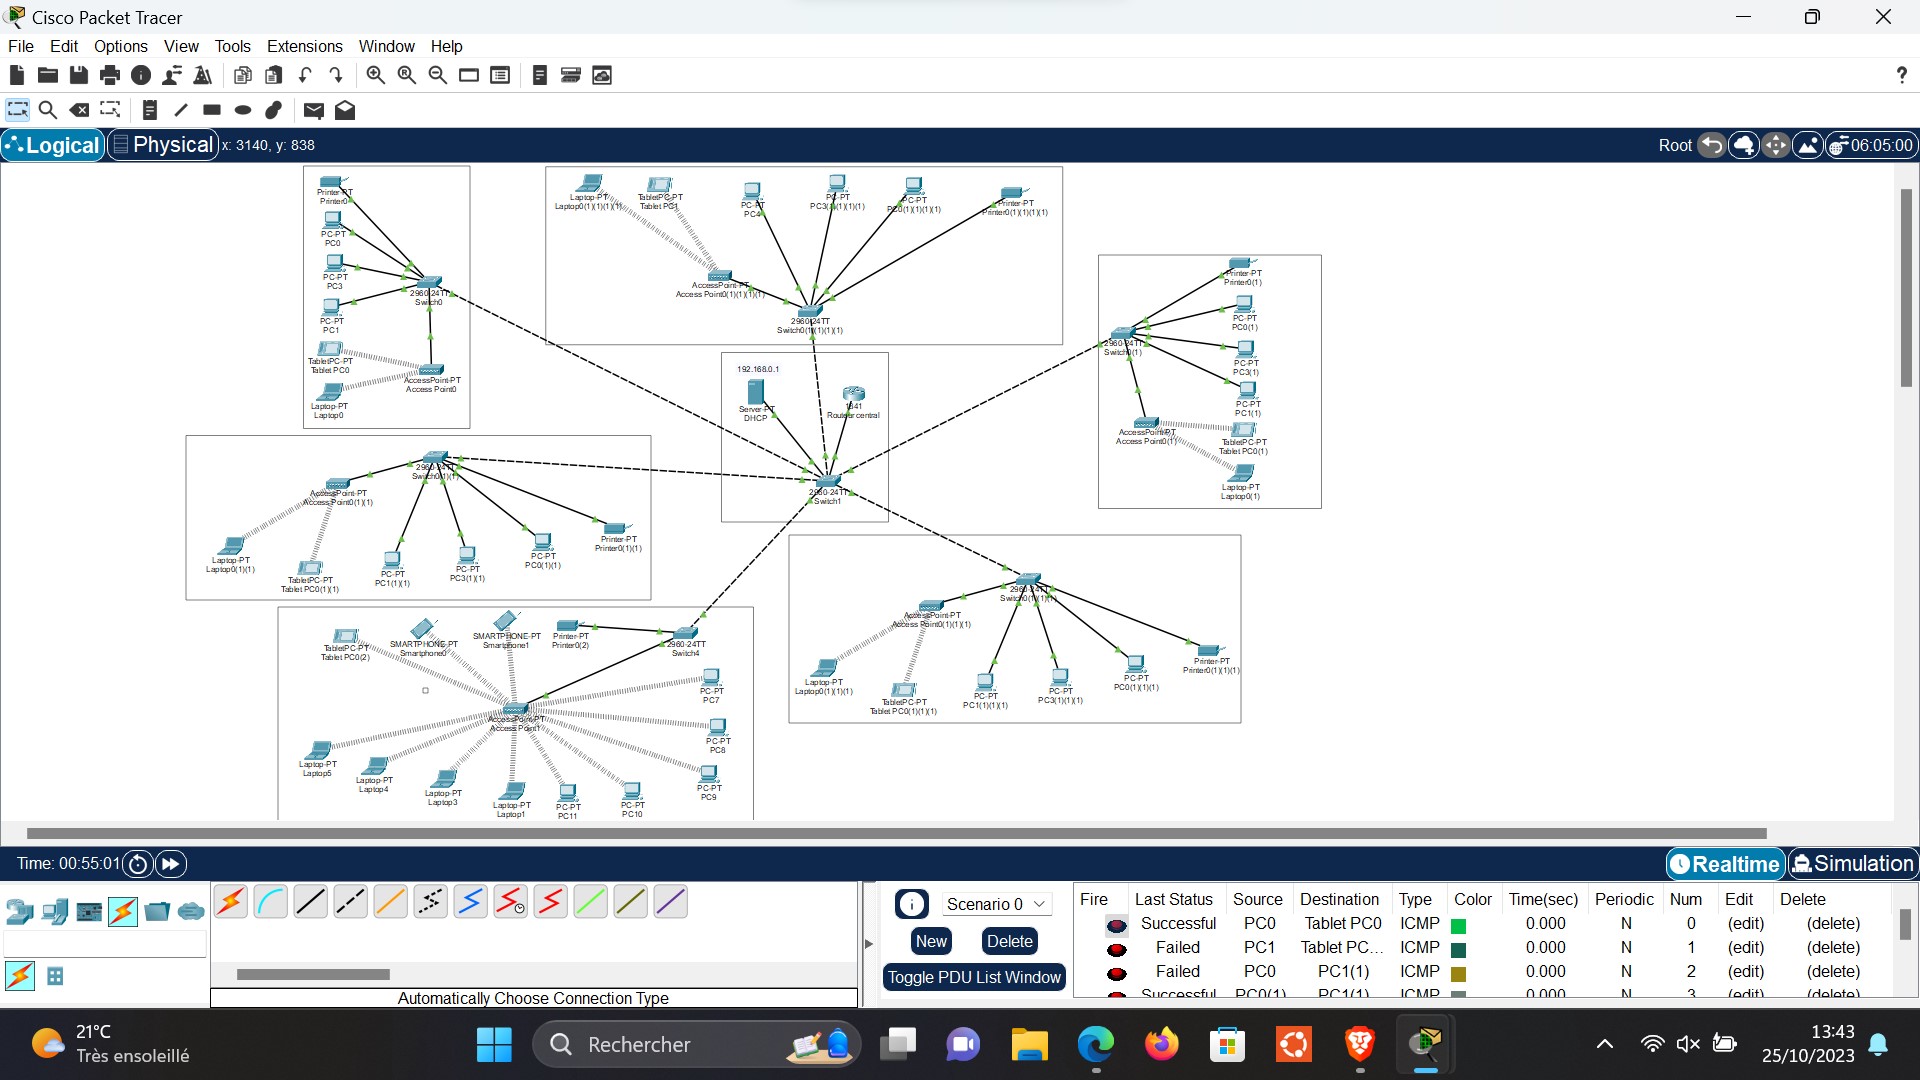 Cisco Packet Tracer
File Edit Options View Tools Extensions Window Help
?
Logical Physical x: 3140, y: 838 Root 06:05:00
Printer-PT
Printer0
PC-PT
PC0
PC-PT
PC3
PC-PT
PC1
TabletPC-PT
Tablet PC0
Laptop-PT
Laptop0
2960-24TT
Switch0
AccessPoint-PT
Access Point0
Laptop-PT
Laptop0(1)(1)(1)(1)
TabletPC-PT
Tablet PC1
PC-PT
PC4
PC-PT
PC3(1)(1)(1)(1)
PC-PT
PC0(1)(1)(1)(1)
Printer-PT
Printer0(1)(1)(1)(1)
AccessPoint-PT
Access Point0(1)(1)(1)(1)
2960-24TT
Switch0(1)(1)(1)(1)
Printer-PT
Printer0(1)
PC-PT
PC0(1)
PC-PT
PC3(1)
PC-PT
PC1(1)
2960-24TT
Switch0(1)
AccessPoint-PT
Access Point0(1)
TabletPC-PT
Tablet PC0(1)
Laptop-PT
Laptop0(1)
192.168.0.1
Server-PT
DHCP
1841
Routeur central
2960-24TT
Switch1
2960-24TT
Switch0(1)(1)
AccessPoint-PT
Access Point0(1)(1)
Laptop-PT
Laptop0(1)(1)
TabletPC-PT
Tablet PC0(1)(1)
PC-PT
PC1(1)(1)
PC-PT
PC3(1)(1)
PC-PT
PC0(1)(1)
Printer-PT
Printer0(1)(1)
TabletPC-PT
Tablet PC0(2)
SMARTPHONE-PT
Smartphone0
SMARTPHONE-PT
Smartphone1
Printer-PT
Printer0(2)
2960-24TT
Switch4
AccessPoint-PT
Access Point1
PC-PT
PC7
PC-PT
PC8
PC-PT
PC9
Laptop-PT
Laptop5
Laptop-PT
Laptop4
Laptop-PT
Laptop3
Laptop-PT
Laptop1
PC-PT
PC11
PC-PT
PC10
2960-24TT
Switch0(1)(1)(1)
AccessPoint-PT
Access Point0(1)(1)(1)
Laptop-PT
Laptop0(1)(1)(1)
TabletPC-PT
Tablet PC0(1)(1)(1)
PC-PT
PC1(1)(1)(1)
PC-PT
PC3(1)(1)(1)
PC-PT
PC0(1)(1)(1)
Printer-PT
Printer0(1)(1)(1)
Time: 00:55:01 Realtime Simulation
Scenario 0
New Delete
Toggle PDU List Window
Automatically Choose Connection Type
Fire Last Status Source Destination Type Color Time(sec) Periodic Num Edit Delete
Successful PC0 Tablet PC0 ICMP 0.000 N 0 (edit) (delete)
Failed PC1 Tablet PC... ICMP 0.000 N 1 (edit) (delete)
Failed PC0 PC1(1) ICMP 0.000 N 2 (edit) (delete)
Successful PC0(1) PC1(1) ICMP 0.000 N 3 (edit) (delete)
21°C
Très ensoleillé
Rechercher
13:43
25/10/2023